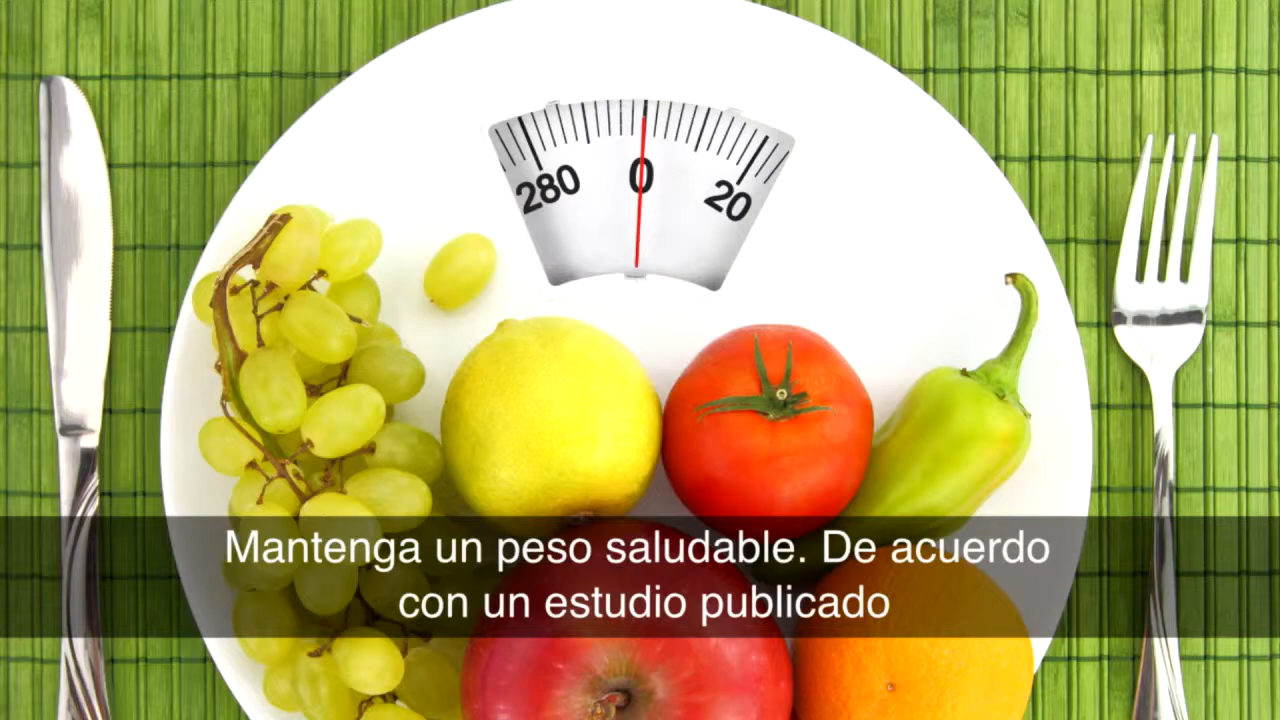 280 0 20
Mantenga un peso saludable. De acuerdo
con un estudio publicado